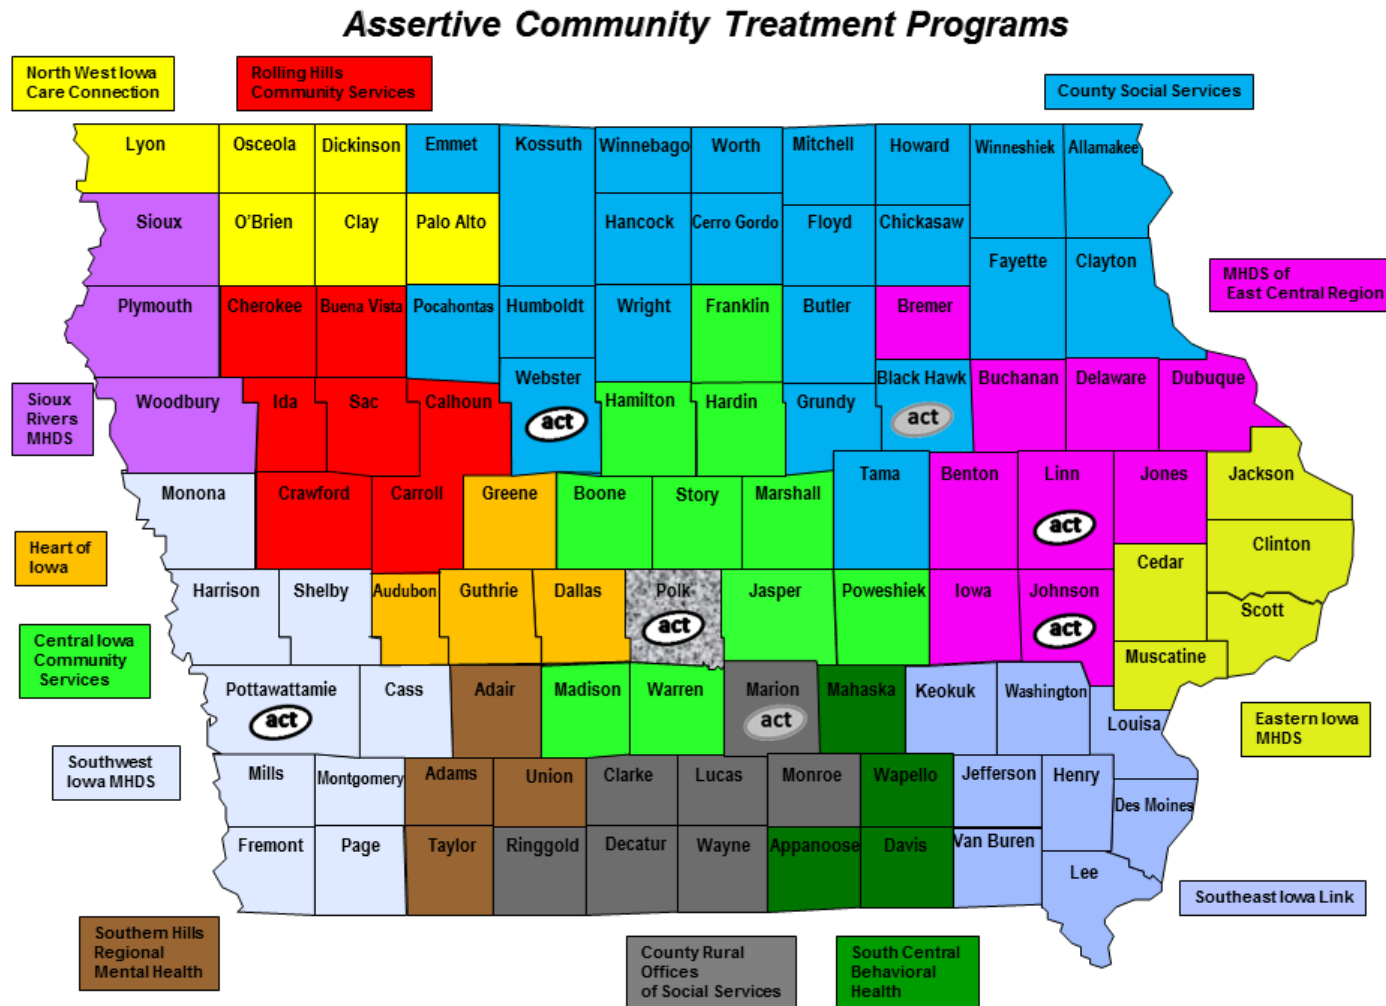 Assertive Community Treatment Programs
North West Iowa
Care Connection
Rolling Hills
Community Services
County Social Services
Lyon
Osceola
Dickinson
Emmet
Kossuth
Winnebago
Worth
Mitchell
Howard
Winneshiek
Allamakee
Sioux
O'Brien
Clay
Palo Alto
Hancock
Cerro Gordo
Floyd
Chickasaw
Fayette
Clayton
MHDS of
East Central Region
Plymouth
Cherokee
Buena Vista
Pocahontas
Humboldt
Wright
Franklin
Butler
Bremer
Sioux
Rivers
MHDS
Woodbury
Ida
Sac
Calhoun
Webster
act
Hamilton
Hardin
Grundy
Black Hawk
act
Buchanan
Delaware
Dubuque
Monona
Crawford
Carroll
Greene
Boone
Story
Marshall
Tama
Benton
Linn
act
Jones
Jackson
Heart of
Iowa
Clinton
Cedar
Harrison
Shelby
Audubon
Guthrie
Dallas
Polk
act
Jasper
Poweshiek
Iowa
Johnson
act
Scott
Central Iowa
Community
Services
Muscatine
Pottawattamie
act
Cass
Adair
Madison
Warren
Marion
act
Mahaska
Keokuk
Washington
Louisa
Eastern Iowa
MHDS
Southwest
Iowa MHDS
Mills
Montgomery
Adams
Union
Clarke
Lucas
Monroe
Wapello
Jefferson
Henry
Des Moines
Fremont
Page
Taylor
Ringgold
Decatur
Wayne
Appanoose
Davis
Van Buren
Lee
Southeast Iowa Link
Southern Hills
Regional
Mental Health
County Rural
Offices
of Social Services
South Central
Behavioral
Health